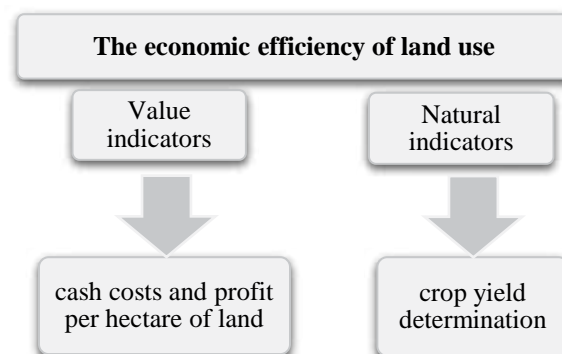 The economic efficiency of land use
Value
indicators
Natural
indicators
cash costs and profit
per hectare of land
crop yield
determination